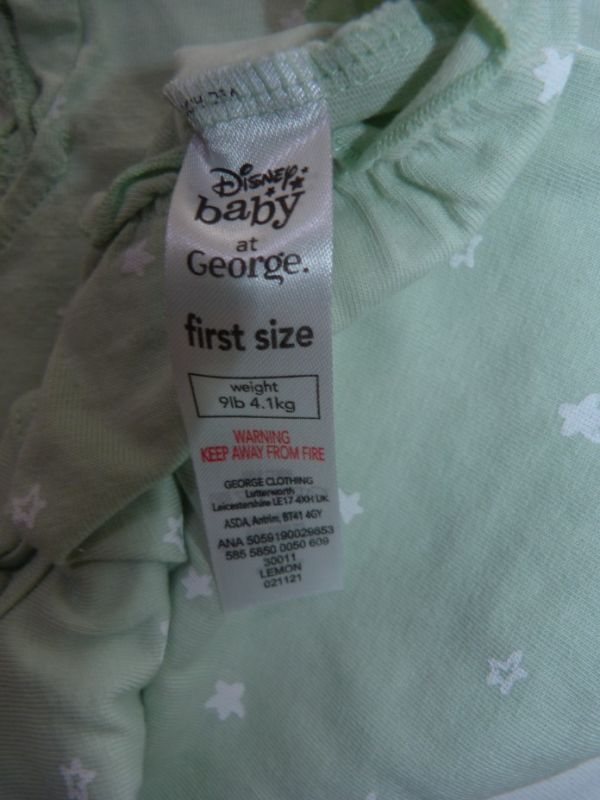 Disney
baby
at
George.
first size
weight
9lb 4.1kg
WARNING
KEEP AWAY FROM FIRE
GEORGE CLOTHING
Lutterworth
Leicestershire LE17 4XH UK
ASDA, Antrim, BT41 4GY
ANA 5059190029853
585 5850 0050 609
30011
LEMON
021121